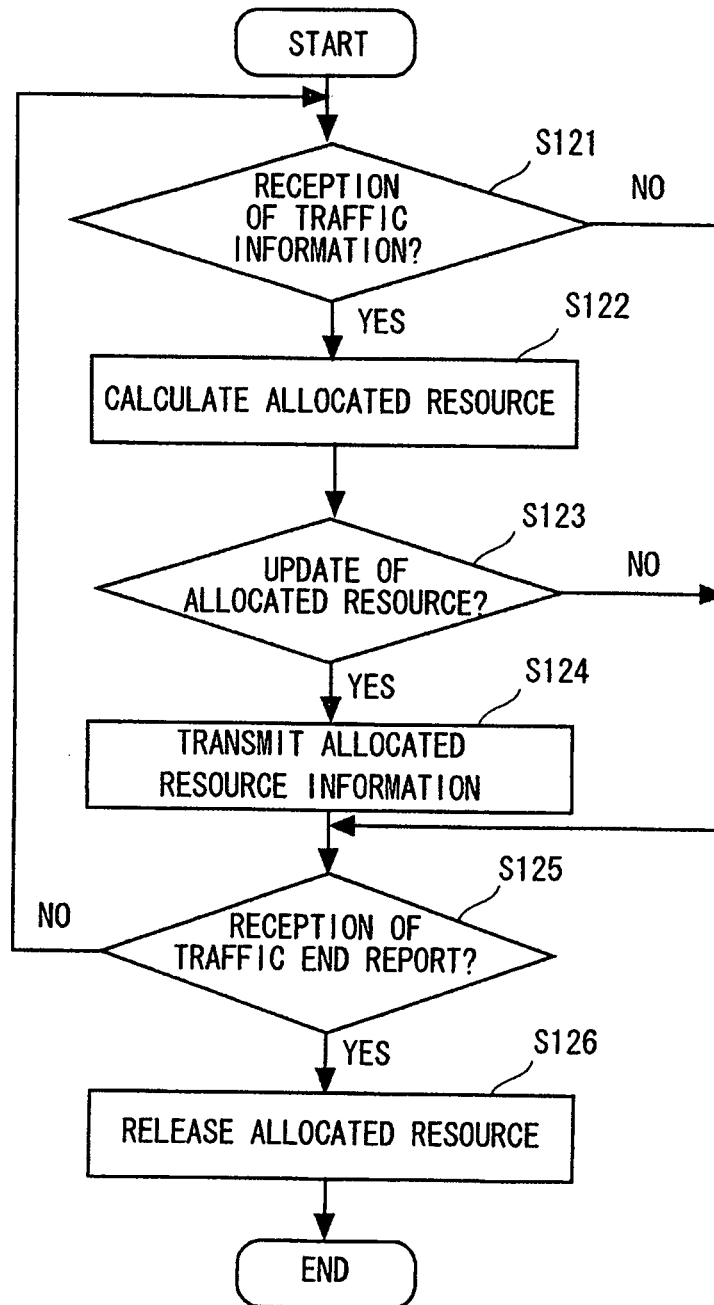 START
S121
RECEPTION
OF TRAFFIC
INFORMATION?
NO
YES
S122
CALCULATE ALLOCATED RESOURCE
S123
UPDATE OF
ALLOCATED RESOURCE?
NO
YES
S124
TRANSMIT ALLOCATED
RESOURCE INFORMATION
S125
NO
RECEPTION OF
TRAFFIC END REPORT?
YES
S126
RELEASE ALLOCATED RESOURCE
END